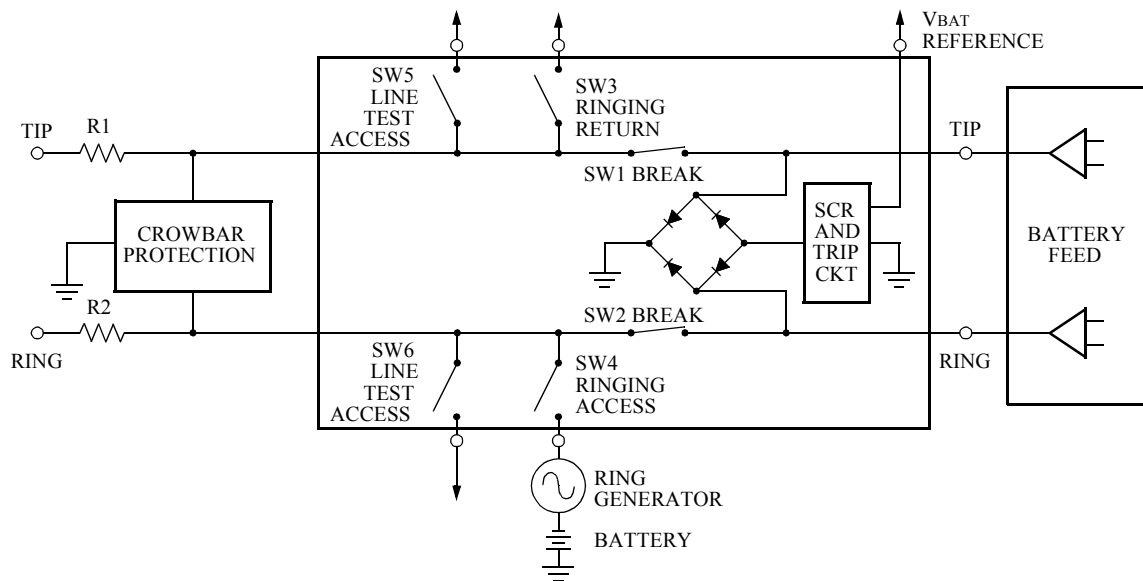 VBAT
REFERENCE
SW5
LINE
TEST
ACCESS
SW3
RINGING
RETURN
TIP
R1
TIP
SW1 BREAK
CROWBAR
PROTECTION
SCR
AND
TRIP
CKT
BATTERY
FEED
R2
SW2 BREAK
RING
RING
SW6
LINE
TEST
ACCESS
SW4
RINGING
ACCESS
RING
GENERATOR
BATTERY